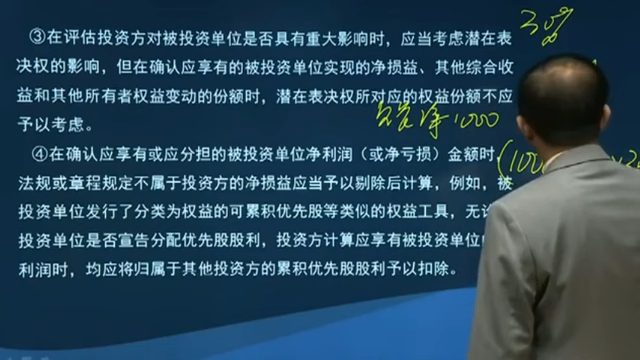 ③在评估投资方对被投资单位是否具有重大影响时，应当考虑潜在表
决权的影响，但在确认应享有的被投资单位实现的净损益、其他综合收
益和其他所有者权益变动的份额时，潜在表决权所对应的权益份额不应
予以考虑。
④在确认应享有或应分担的被投资单位净利润（或净亏损）金额时
法规或章程规定不属于投资方的净损益应当予以剔除后计算，例如，被
投资单位发行了分类为权益的可累积优先股等类似的权益工具，无
投资单位是否宣告分配优先股股利，投资方计算应享有被投资单位
利润时，均应将归属于其他投资方的累积优先股股利予以扣除。
30%
净1000
(100